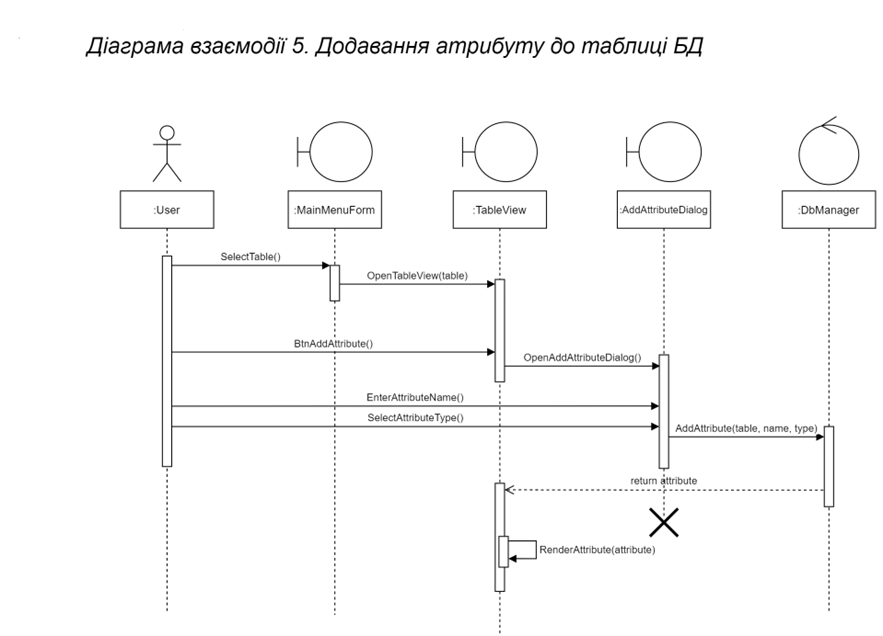 Діаграма взаємодії 5. Додавання атрибуту до таблиці БД
:User
:MainMenuForm
:TableView
:AddAttributeDialog
:DbManager
SelectTable()
OpenTableView(table)
BtnAddAttribute()
OpenAddAttributeDialog()
EnterAttributeName()
SelectAttributeType()
AddAttribute(table, name, type)
return attribute
RenderAttribute(attribute)